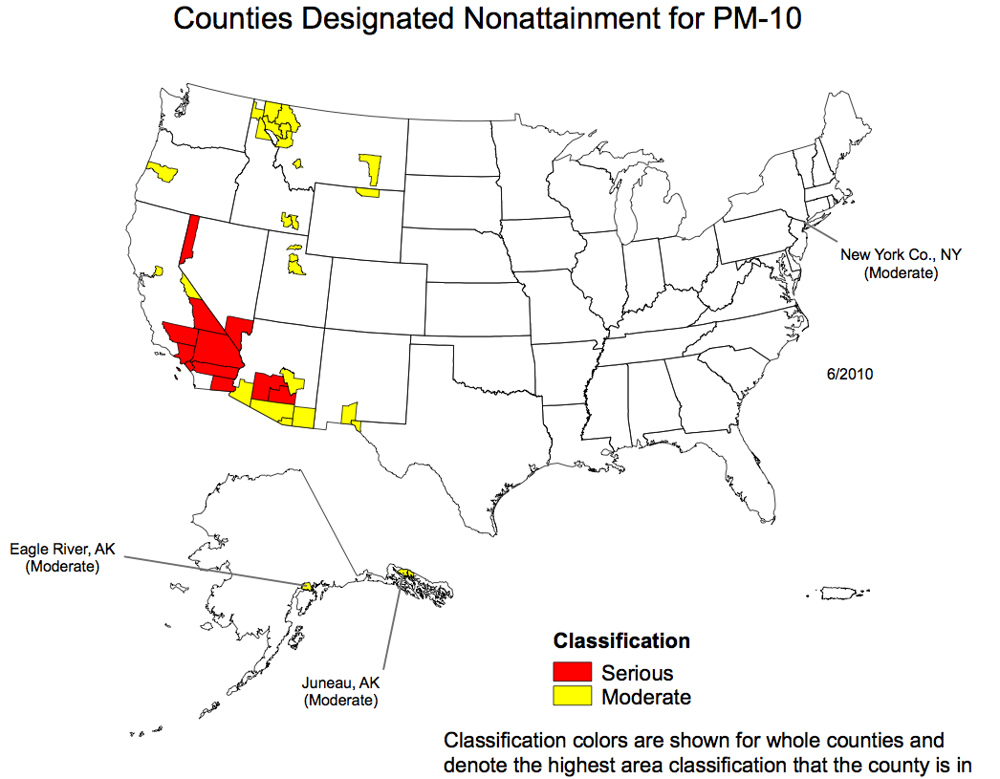 Counties Designated Nonattainment for PM-10
New York Co., NY
(Moderate)
6/2010
Eagle River, AK
(Moderate)
Juneau, AK
(Moderate)
Classification
Serious
Moderate
Classification colors are shown for whole counties and
denote the highest area classification that the county is in